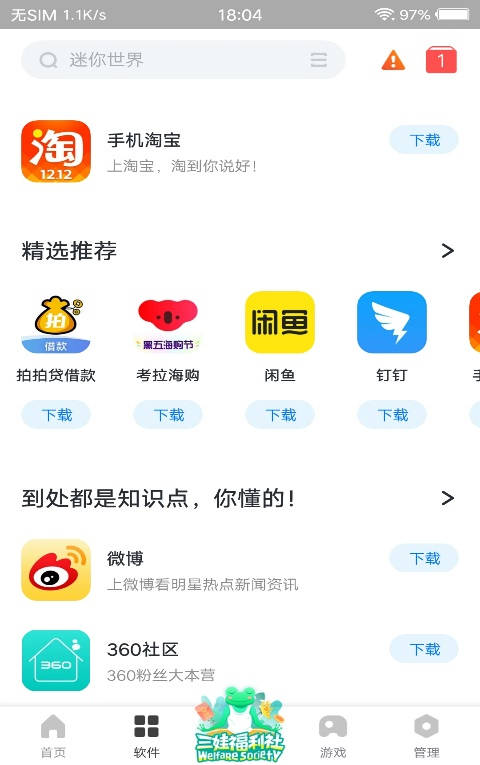 无SIM 1.1K/s
18:04
97%
迷你世界
1
淘
12.12
手机淘宝
上淘宝，淘到你说好!
下载
精选推荐
拍
借款
黑五海购节
闲鱼
拍拍贷借款
考拉海购
闲鱼
钉钉
下载
下载
下载
下载
到处都是知识点，你懂的!
微博
上微博看明星热点新闻资讯
下载
360
360社区
360粉丝大本营
下载
首页
软件
三娃福利社
Welfare Society
游戏
管理